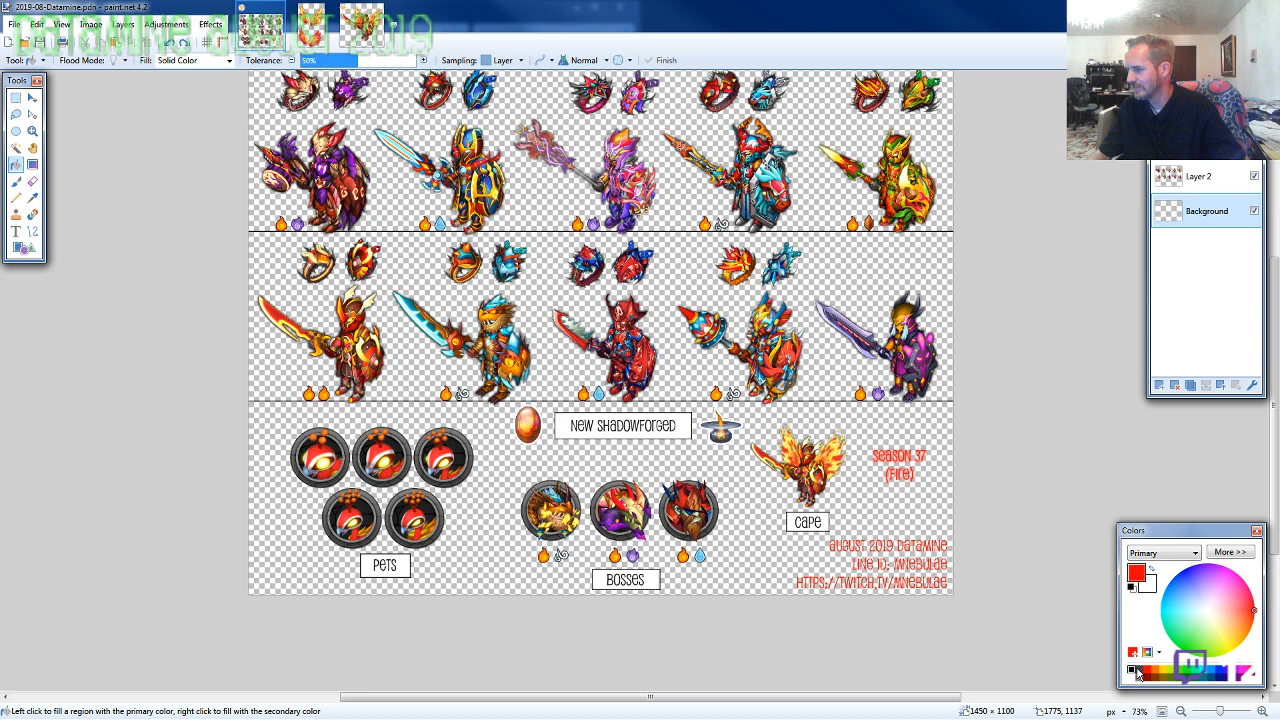 2019-08-Datamine.pdn - paint.net 4.2
File Edit View Image Layers Adjustments Effects
Datamine August 2019
Tool: Flood Mode: Fill: Solid Color Tolerance: 50% Sampling: Layer Normal Finish
Tools
Layer 2
Background
New Shadowforged
Season 37
(Fire)
Cape
Pets
Bosses
August 2019 Datamine
Line ID: Mnebulae
https://twitch.tv/Mnebulae
Colors
Primary More >>
Left click to fill a region with the primary color, right click to fill with the secondary color
1450 × 1100 1775, 1137 px 73%